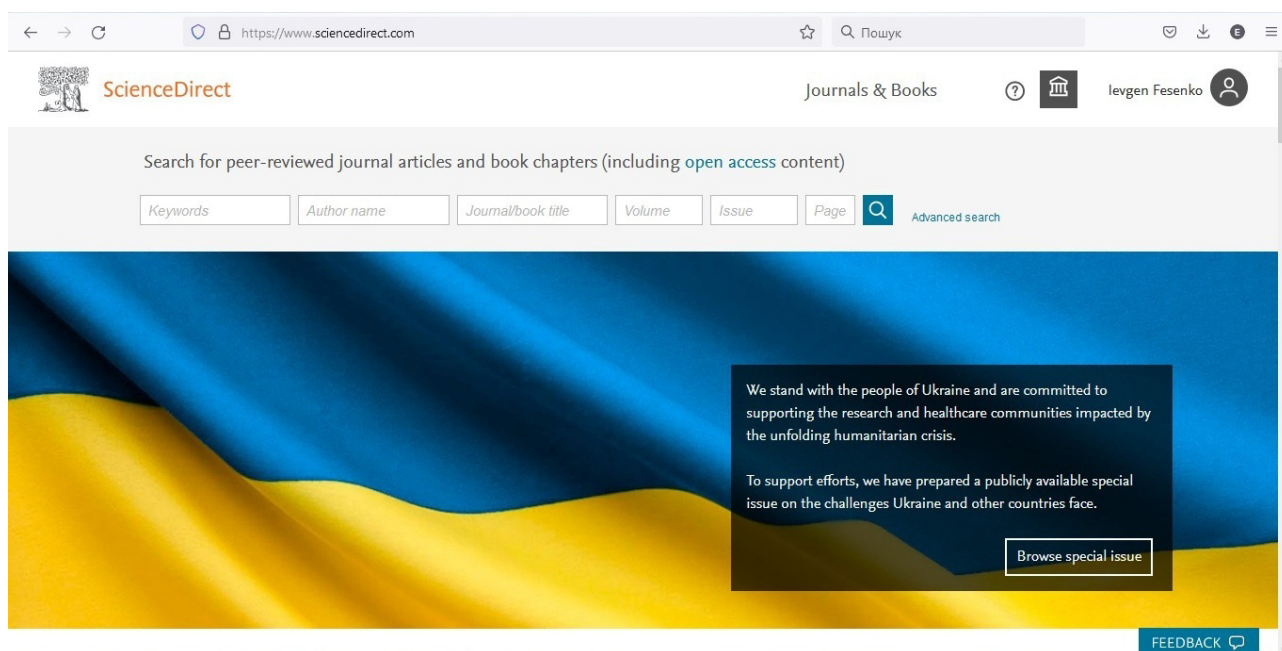 https://www.sciencedirect.com
Пошук
E
ScienceDirect
Journals & Books
?
Ievgen Fesenko
Search for peer-reviewed journal articles and book chapters (including open access content)
Keywords
Author name
Journal/book title
Volume
Issue
Page
Advanced search
We stand with the people of Ukraine and are committed to
supporting the research and healthcare communities impacted by
the unfolding humanitarian crisis.
To support efforts, we have prepared a publicly available special
issue on the challenges Ukraine and other countries face.
Browse special issue
FEEDBACK